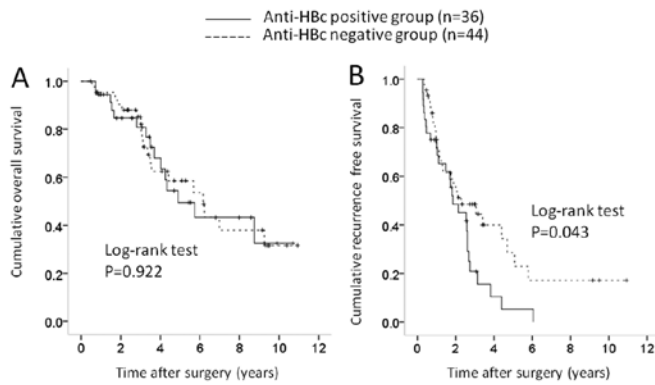 Anti-HBc positive group (n=36)
Anti-HBc negative group (n=44)
A
Cumulative overall survival
1.0
0.8
0.6
0.4
0.2
0.0
Log-rank test
P=0.922
0 2 4 6 8 10 12
Time after surgery (years)
B
Cumulative recurrence free survival
1.0
0.8
0.6
0.4
0.2
0.0
Log-rank test
P=0.043
0 2 4 6 8 10 12
Time after surgery (years)